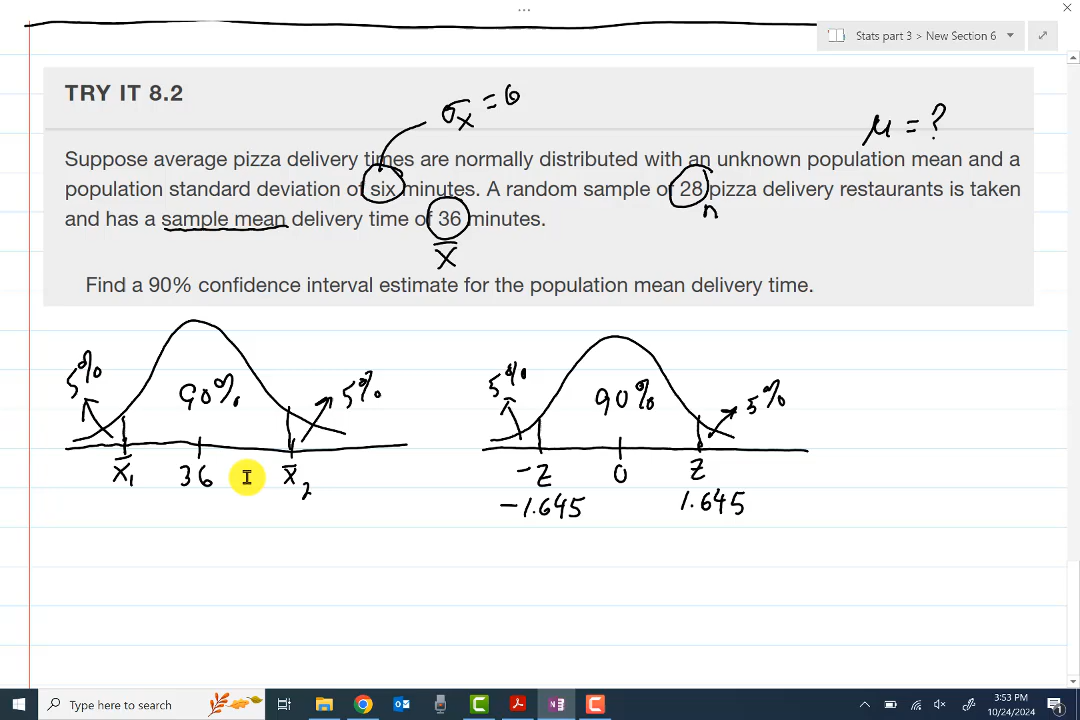 Stats part 3 > New Section 6
TRY IT 8.2
σx = 6
μ = ?
Suppose average pizza delivery times are normally distributed with an unknown population mean and a
population standard deviation of six minutes. A random sample of 28 pizza delivery restaurants is taken
n
and has a sample mean delivery time of 36 minutes.
x̅
Find a 90% confidence interval estimate for the population mean delivery time.
5% 90% 5%
x̅1 36 x̅2
5% 90% 5%
-z 0 z
-1.645 1.645
Type here to search
3:53 PM
10/24/2024
1